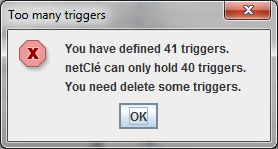 Too many triggers
You have defined 41 triggers.
netClé can only hold 40 triggers.
You need delete some triggers.
OK